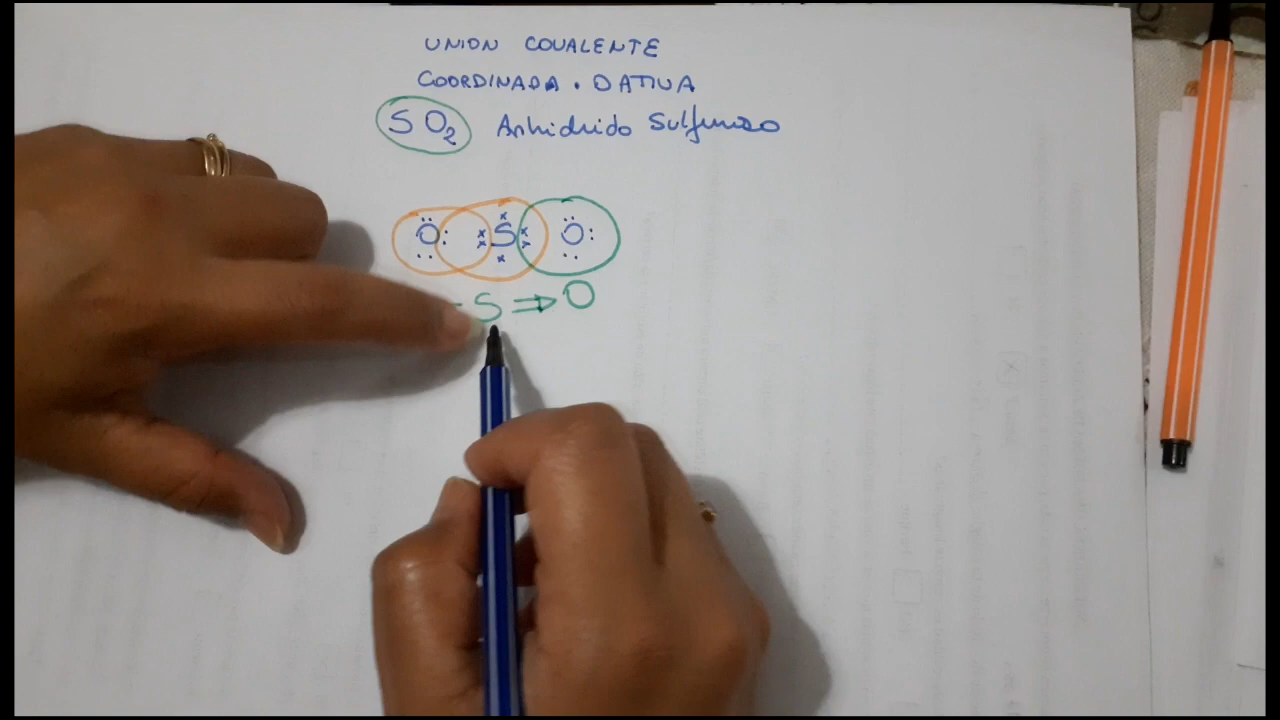 UNION COVALENTE
COORDINADA . DATIVA
SO₂ Anhidrido Sulfuroso
O S O
S ⇒ O